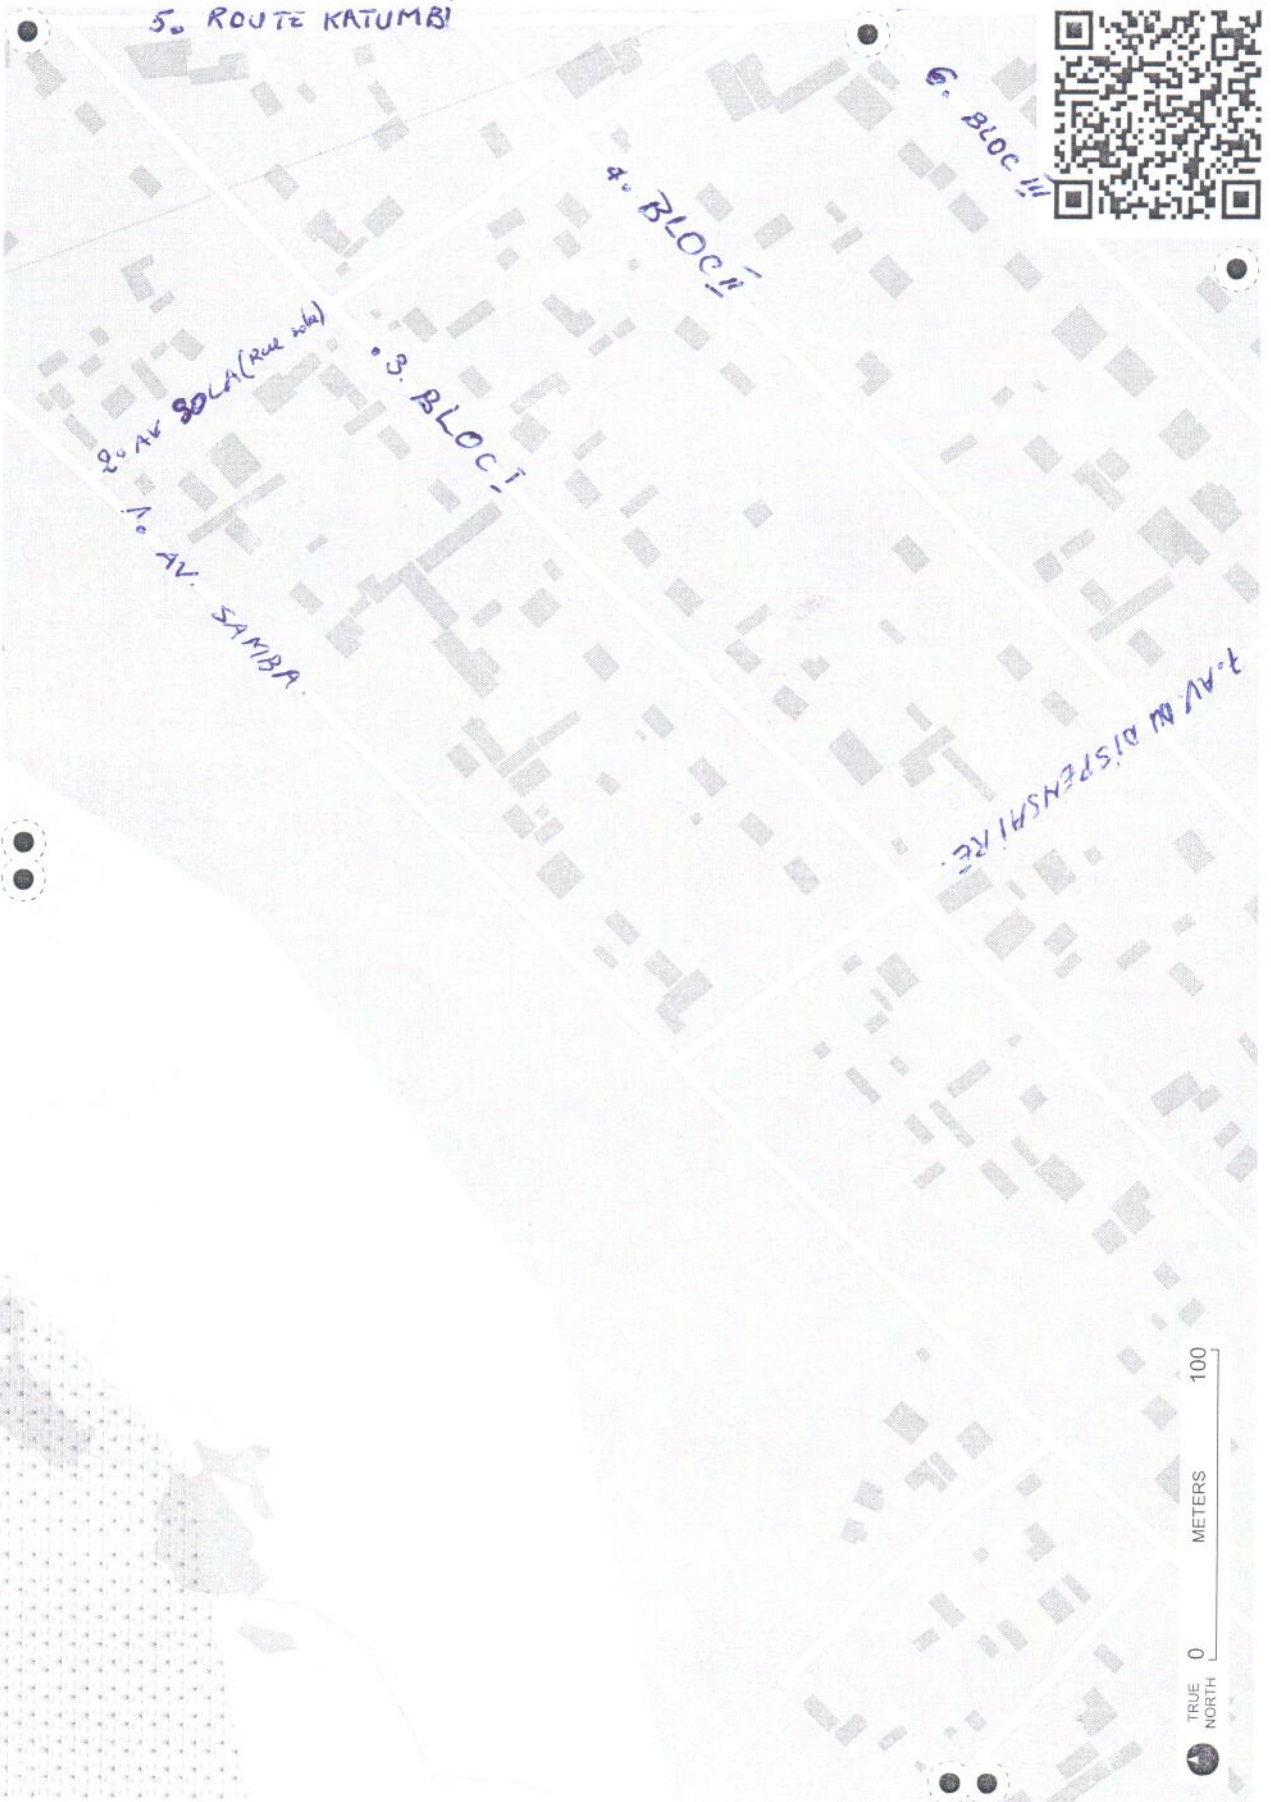 5. ROUTE KATUMBI
6. BLOC III
4. BLOC II
2. AV SOLA (Rue sola)
3. BLOC I
1. AV. SAMBA.
7. AV. DU DISPENSAIRE.
100
METERS
0
TRUE
NORTH